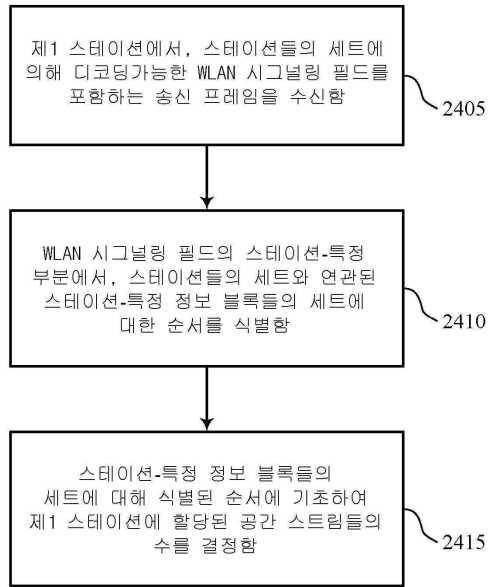 제1 스테이션에서, 스테이션들의 세트에
의해 디코딩가능한 WLAN 시그널링 필드를
포함하는 송신 프레임을 수신함
2405
WLAN 시그널링 필드의 스테이션-특정
부분에서, 스테이션들의 세트와 연관된
스테이션-특정 정보 블록들의 세트에
대한 순서를 식별함
2410
스테이션-특정 정보 블록들의
세트에 대해 식별된 순서에 기초하여
제1 스테이션에 할당된 공간 스트림들의
수를 결정함
2415